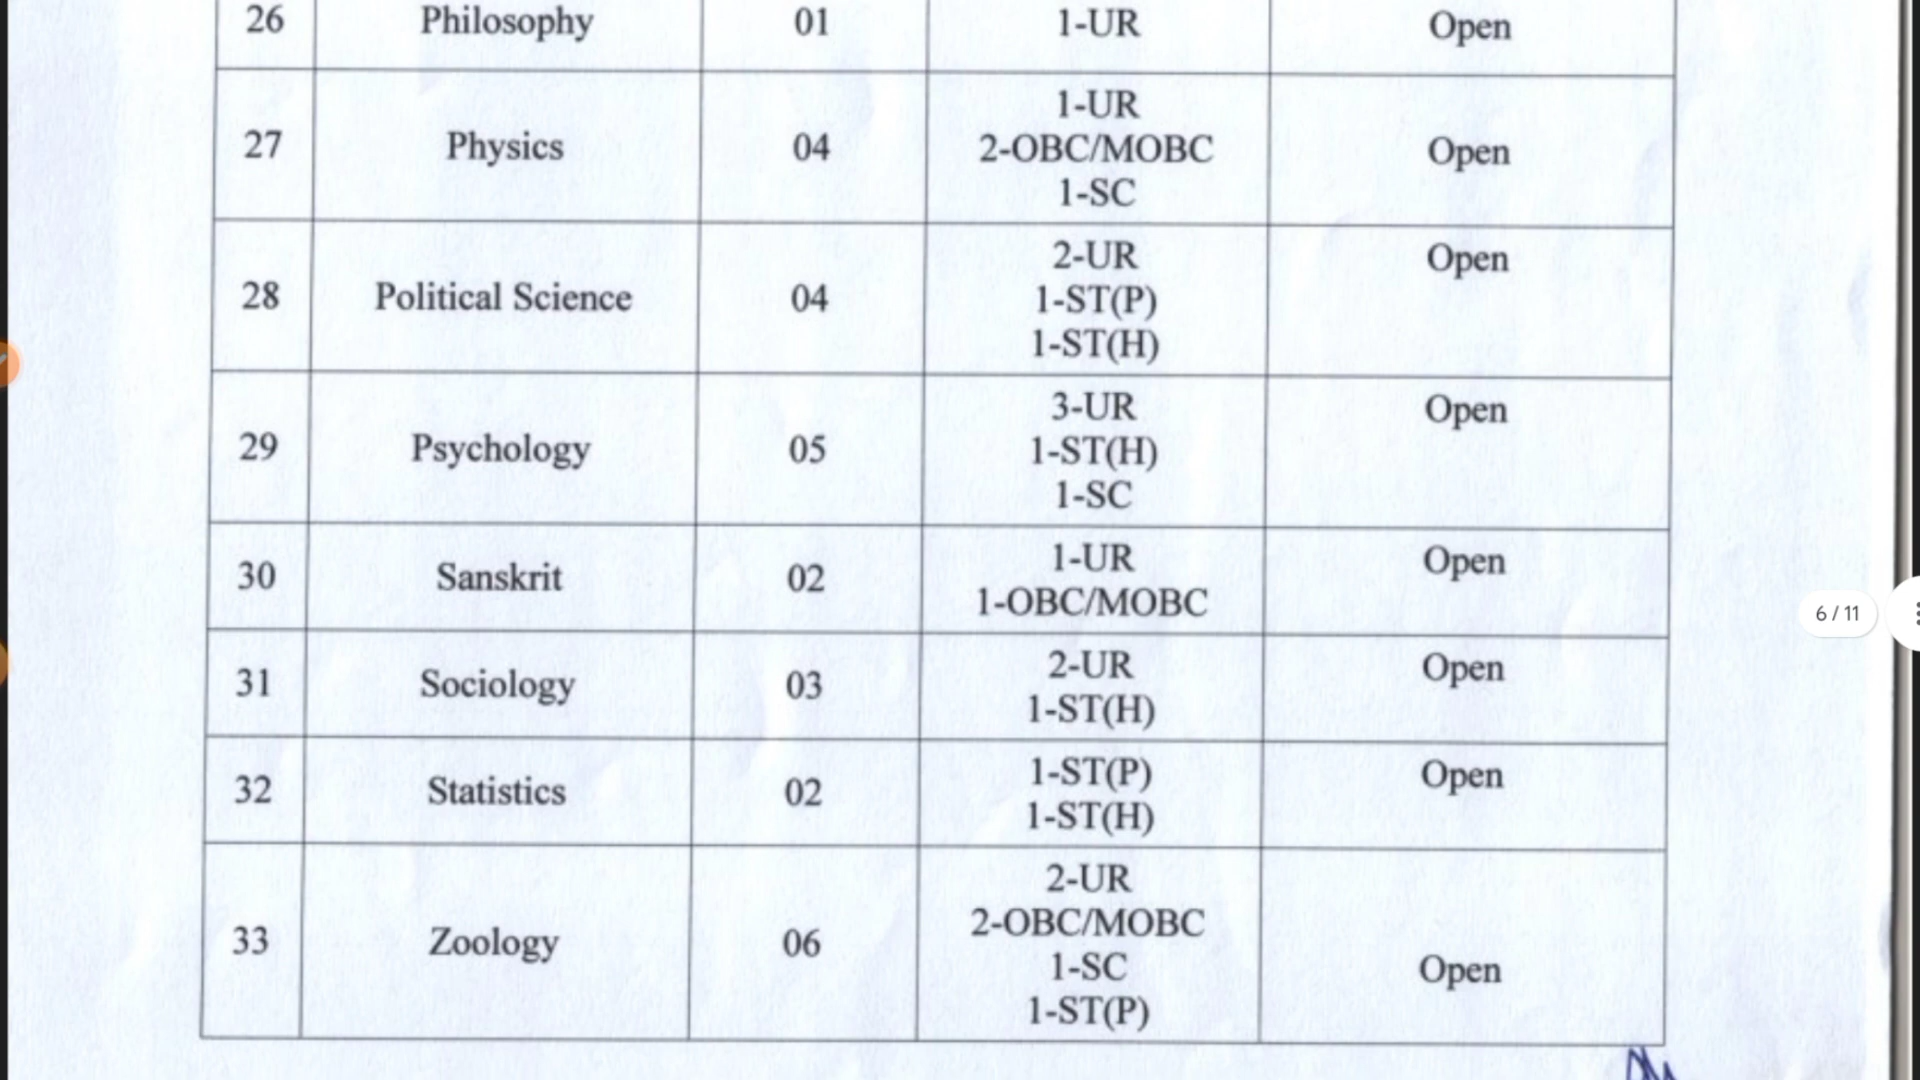 26 Philosophy 01 1-UR Open
27 Physics 04 1-UR 2-OBC/MOBC 1-SC Open
28 Political Science 04 2-UR 1-ST(P) 1-ST(H) Open
29 Psychology 05 3-UR 1-ST(H) 1-SC Open
30 Sanskrit 02 1-UR 1-OBC/MOBC Open
31 Sociology 03 2-UR 1-ST(H) Open
32 Statistics 02 1-ST(P) 1-ST(H) Open
33 Zoology 06 2-UR 2-OBC/MOBC 1-SC 1-ST(P) Open
6 / 11